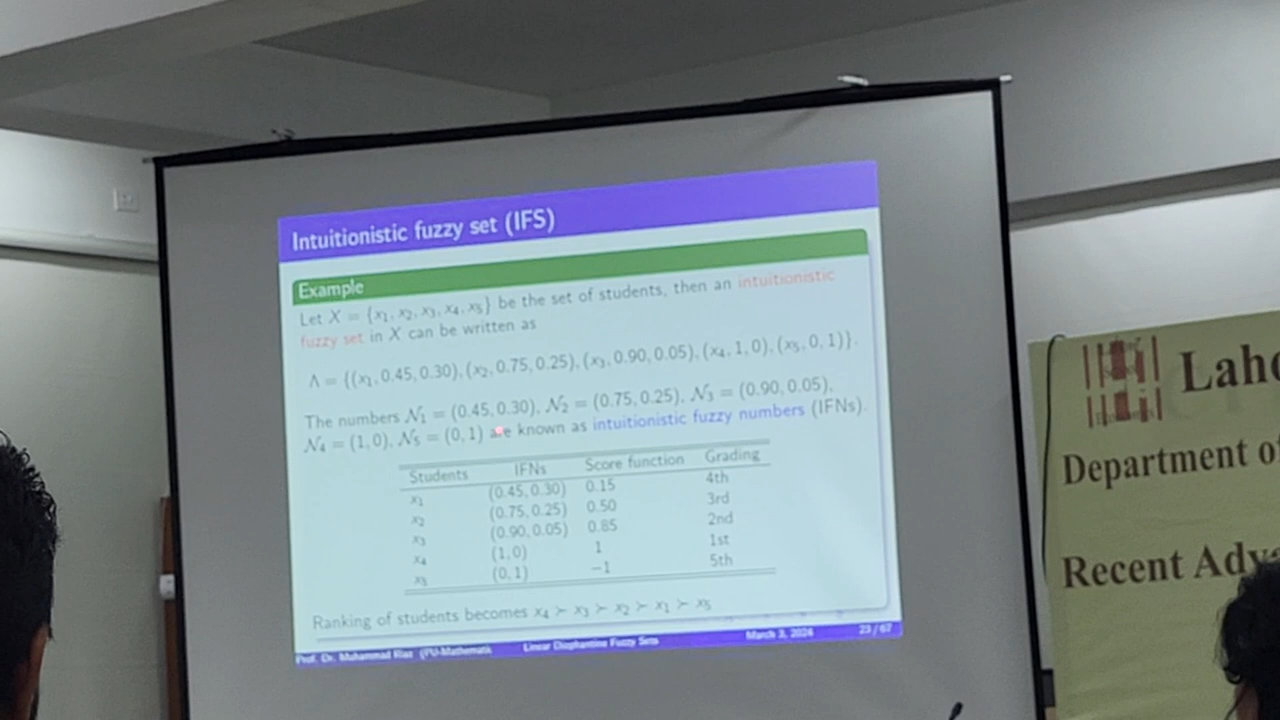 Intuitionistic fuzzy set (IFS)
Example
Let X = {x₁, x₂, x₃, x₄, x₅} be the set of students, then an intuitionistic
fuzzy set in X can be written as
Λ = {(x₁, 0.45, 0.30), (x₂, 0.75, 0.25), (x₃, 0.90, 0.05), (x₄, 1, 0), (x₅, 0, 1)}.
The numbers 𝒩₁ = (0.45, 0.30), 𝒩₂ = (0.75, 0.25), 𝒩₃ = (0.90, 0.05),
𝒩₄ = (1, 0), 𝒩₅ = (0, 1) are known as intuitionistic fuzzy numbers (IFNs).
Students IFNs Score function Grading
x₁ (0.45, 0.30) 0.15 4th
x₂ (0.75, 0.25) 0.50 3rd
x₃ (0.90, 0.05) 0.85 2nd
x₄ (1, 0) 1 1st
x₅ (0, 1) −1 5th
Ranking of students becomes x₄ ≻ x₃ ≻ x₂ ≻ x₁ ≻ x₅
Prof. Dr. Muhammad Riaz (PU-Mathematic Linear Diophantine Fuzzy Sets March 3, 2024 23 / 67
Laho
Department of
Recent Adva